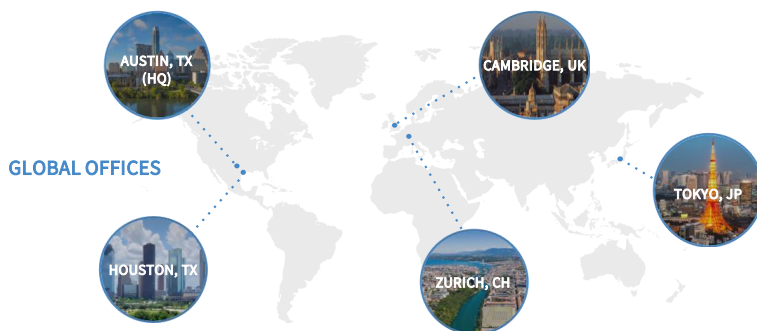 AUSTIN, TX
(HQ)
CAMBRIDGE, UK
GLOBAL OFFICES
TOKYO, JP
HOUSTON, TX
ZURICH, CH